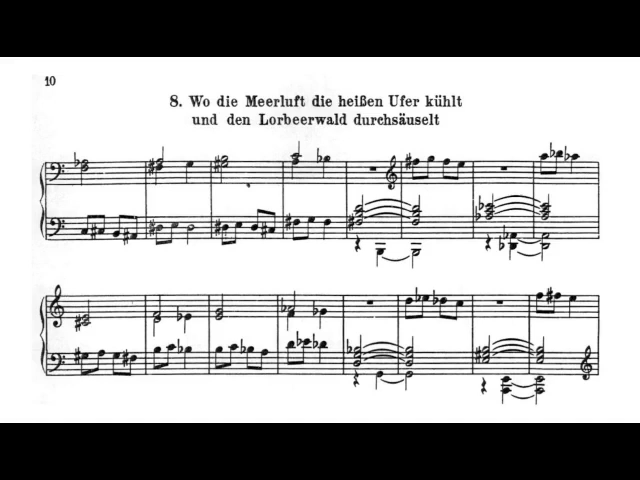 10
8. Wo die Meerluft die heißen Ufer kühlt
und den Lorbeerwald durchsäuselt